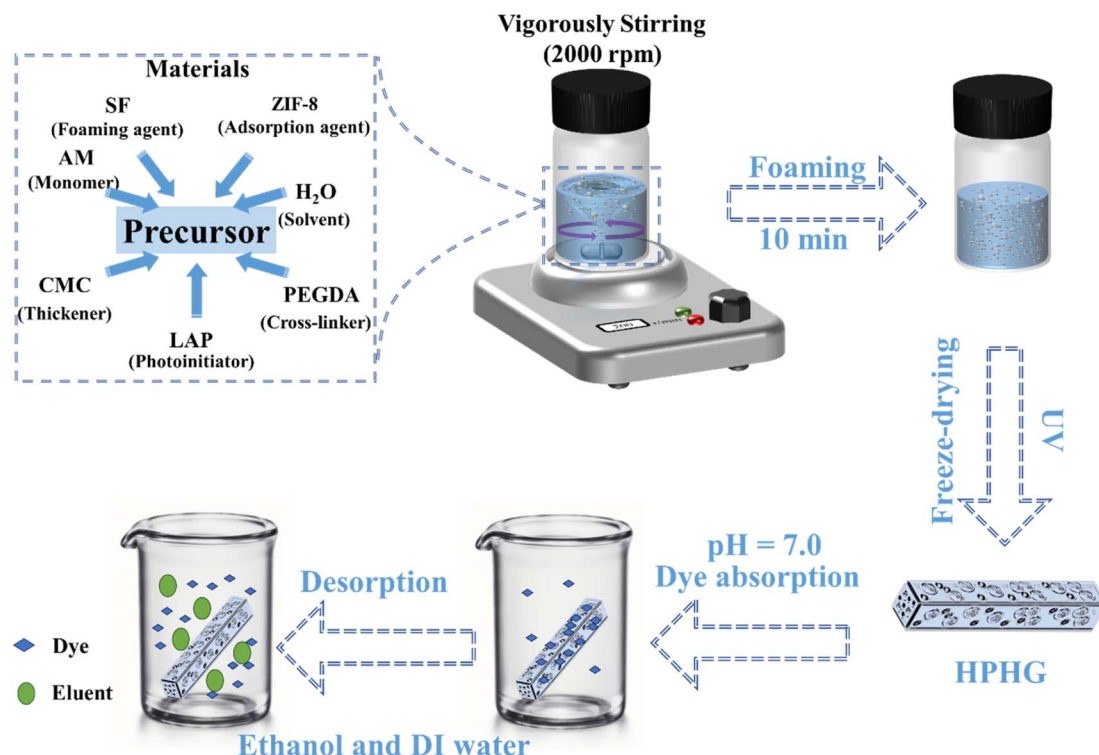 Vigorously Stirring
(2000 rpm)
Materials
SF
(Foaming agent)
ZIF-8
(Adsorption agent)
AM
(Monomer)
H₂O
(Solvent)
Precursor
CMC
(Thickener)
PEGDA
(Cross-linker)
LAP
(Photoinitiator)
Foaming
10 min
Freeze-drying
UV
HPHG
pH = 7.0
Dye absorption
Desorption
Dye
Eluent
Ethanol and DI water